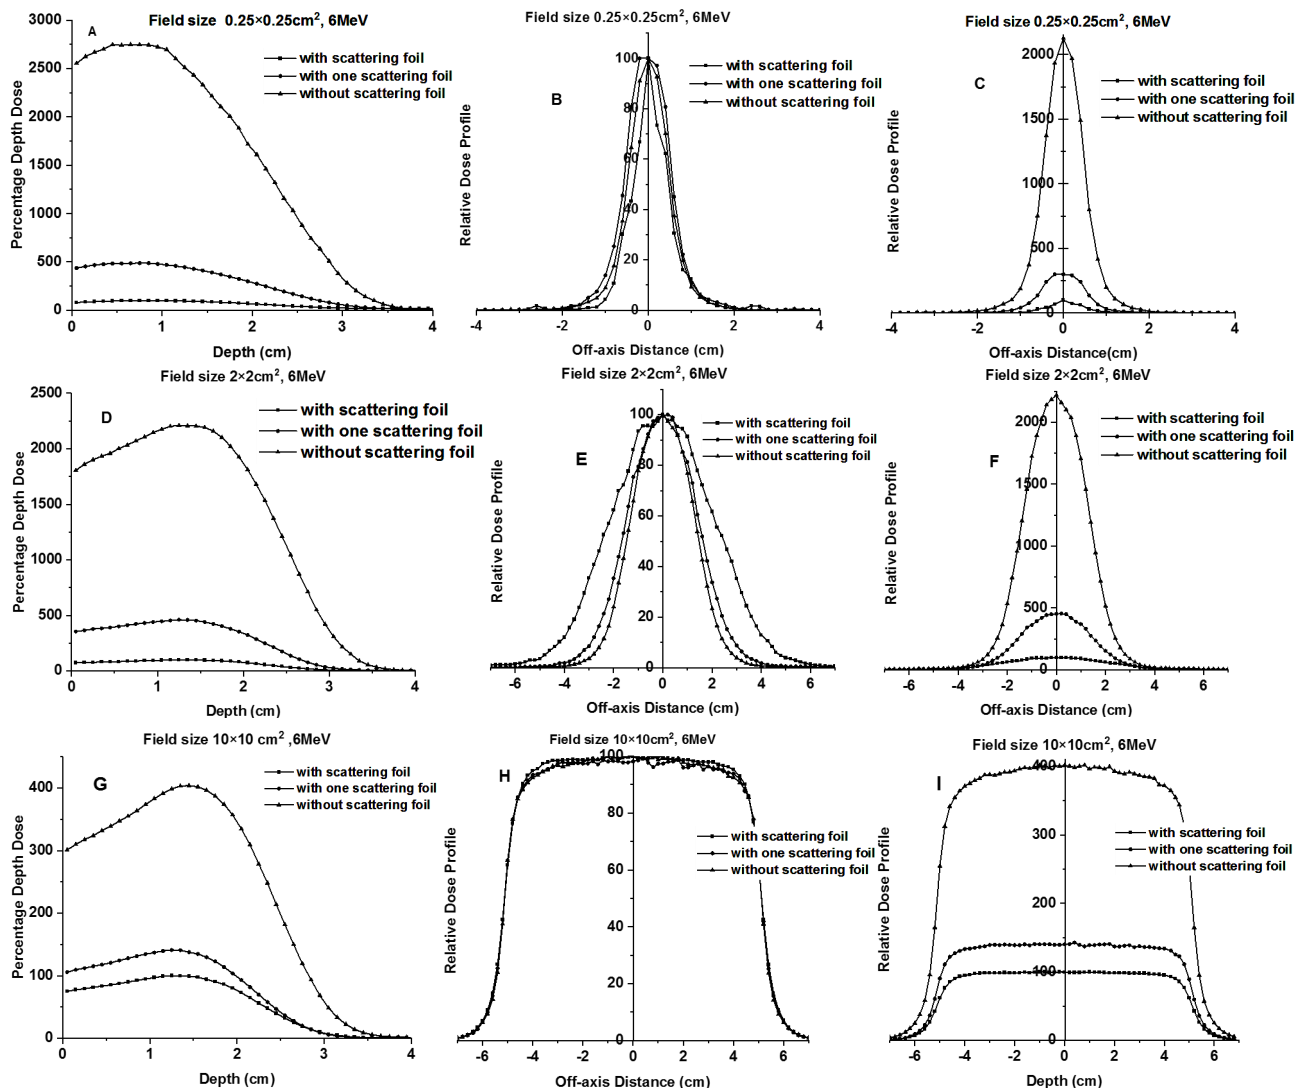 Field size 0.25×0.25cm², 6MeV
A
with scattering foil
with one scattering foil
without scattering foil
Percentage Depth Dose
3000
2500
2000
1500
1000
500
0
0 1 2 3 4
Depth (cm)
Field size 0.25×0.25cm², 6MeV
B
with scattering foil
with one scattering foil
without scattering foil
Relative Dose Profile
100
80
60
40
20
0
-4 -2 0 2 4
Off-axis Distance (cm)
Field size 0.25×0.25cm², 6MeV
C
with scattering foil
with one scattering foil
without scattering foil
Relative Dose Profile
2000
1500
1000
500
0
-4 -2 0 2 4
Off-axis Distance(cm)
Field size 2×2cm², 6MeV
D
with scattering foil
with one scattering foil
without scattering foil
Percentage Depth Dose
2500
2000
1500
1000
500
0
0 1 2 3 4
Depth (cm)
Field size 2×2cm², 6MeV
E
with scattering foil
with one scattering foil
without scattering foil
Relative Dose Profile
100
80
60
40
20
0
-6 -4 -2 0 2 4 6
Off-axis Distance (cm)
Field size 2×2cm², 6MeV
F
with scattering foil
with one scattering foil
without scattering foil
Relative Dose Profile
2000
1500
1000
500
0
-6 -4 -2 0 2 4 6
Off-axis Distance (cm)
Field size 10×10 cm² ,6MeV
G
with scattering foil
with one scattering foil
without scattering foil
Percentage Depth Dose
400
300
200
100
0
0 1 2 3 4
Depth (cm)
Field size 10×10cm², 6MeV
H
with scattering foil
with one scattering foil
without scattering foil
Relative Dose Profile
100
80
60
40
20
0
-6 -4 -2 0 2 4 6
Off-axis Distance (cm)
Field size 10×10cm², 6MeV
I
with scattering foil
with one scattering foil
without scattering foil
Relative Dose Profile
400
300
200
100
0
-6 -4 -2 0 2 4 6
Depth (cm)